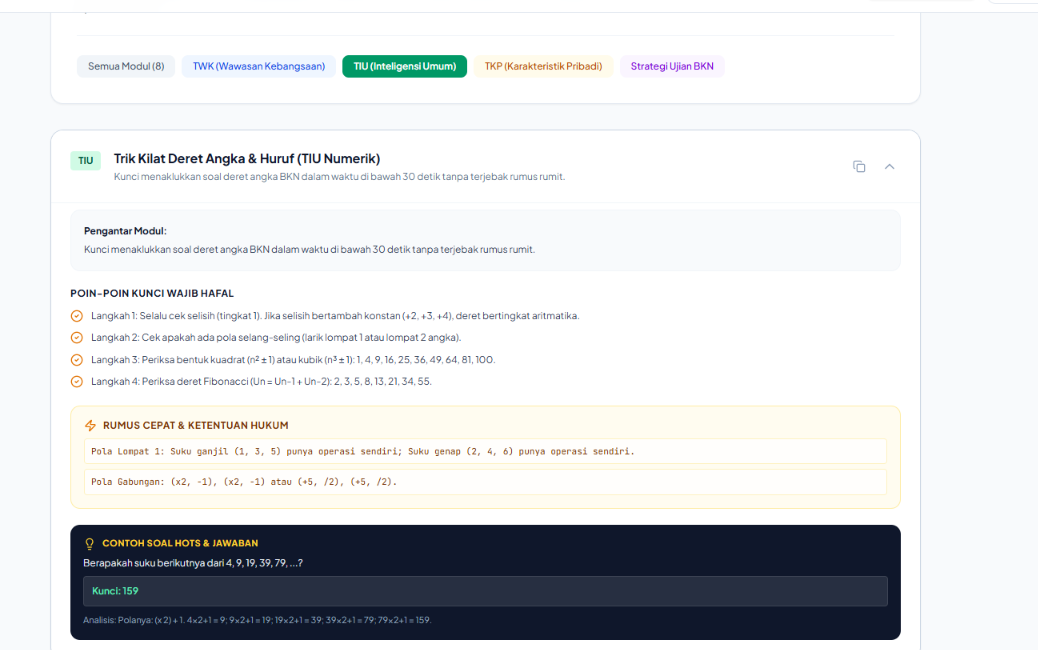 Semua Modul (8)
TWK (Wawasan Kebangsaan)
TIU (Inteligensi Umum)
TKP (Karakteristik Pribadi)
Strategi Ujian BKN
TIU
Trik Kilat Deret Angka & Huruf (TIU Numerik)
Kunci menaklukkan soal deret angka BKN dalam waktu di bawah 30 detik tanpa terjebak rumus rumit.
Pengantar Modul:
Kunci menaklukkan soal deret angka BKN dalam waktu di bawah 30 detik tanpa terjebak rumus rumit.
POIN-POIN KUNCI WAJIB HAFAL
Langkah 1: Selalu cek selisih (tingkat 1). Jika selisih bertambah konstan (+2, +3, +4), deret bertingkat aritmatika.
Langkah 2: Cek apakah ada pola selang-seling (larik lompat 1 atau lompat 2 angka).
Langkah 3: Periksa bentuk kuadrat (n² ± 1) atau kubik (n³ ± 1): 1, 4, 9, 16, 25, 36, 49, 64, 81, 100.
Langkah 4: Periksa deret Fibonacci (Un = Un-1 + Un-2): 2, 3, 5, 8, 13, 21, 34, 55.
RUMUS CEPAT & KETENTUAN HUKUM
Pola Lompat 1: Suku ganjil (1, 3, 5) punya operasi sendiri; Suku genap (2, 4, 6) punya operasi sendiri.
Pola Gabungan: (x2, -1), (x2, -1) atau (+5, /2), (+5, /2).
CONTOH SOAL HOTS & JAWABAN
Berapakah suku berikutnya dari 4, 9, 19, 39, 79, ...?
Kunci: 159
Analisis: Polanya: (x 2) + 1. 4×2+1 = 9; 9×2+1 = 19; 19×2+1 = 39; 39×2+1 = 79; 79×2+1 = 159.